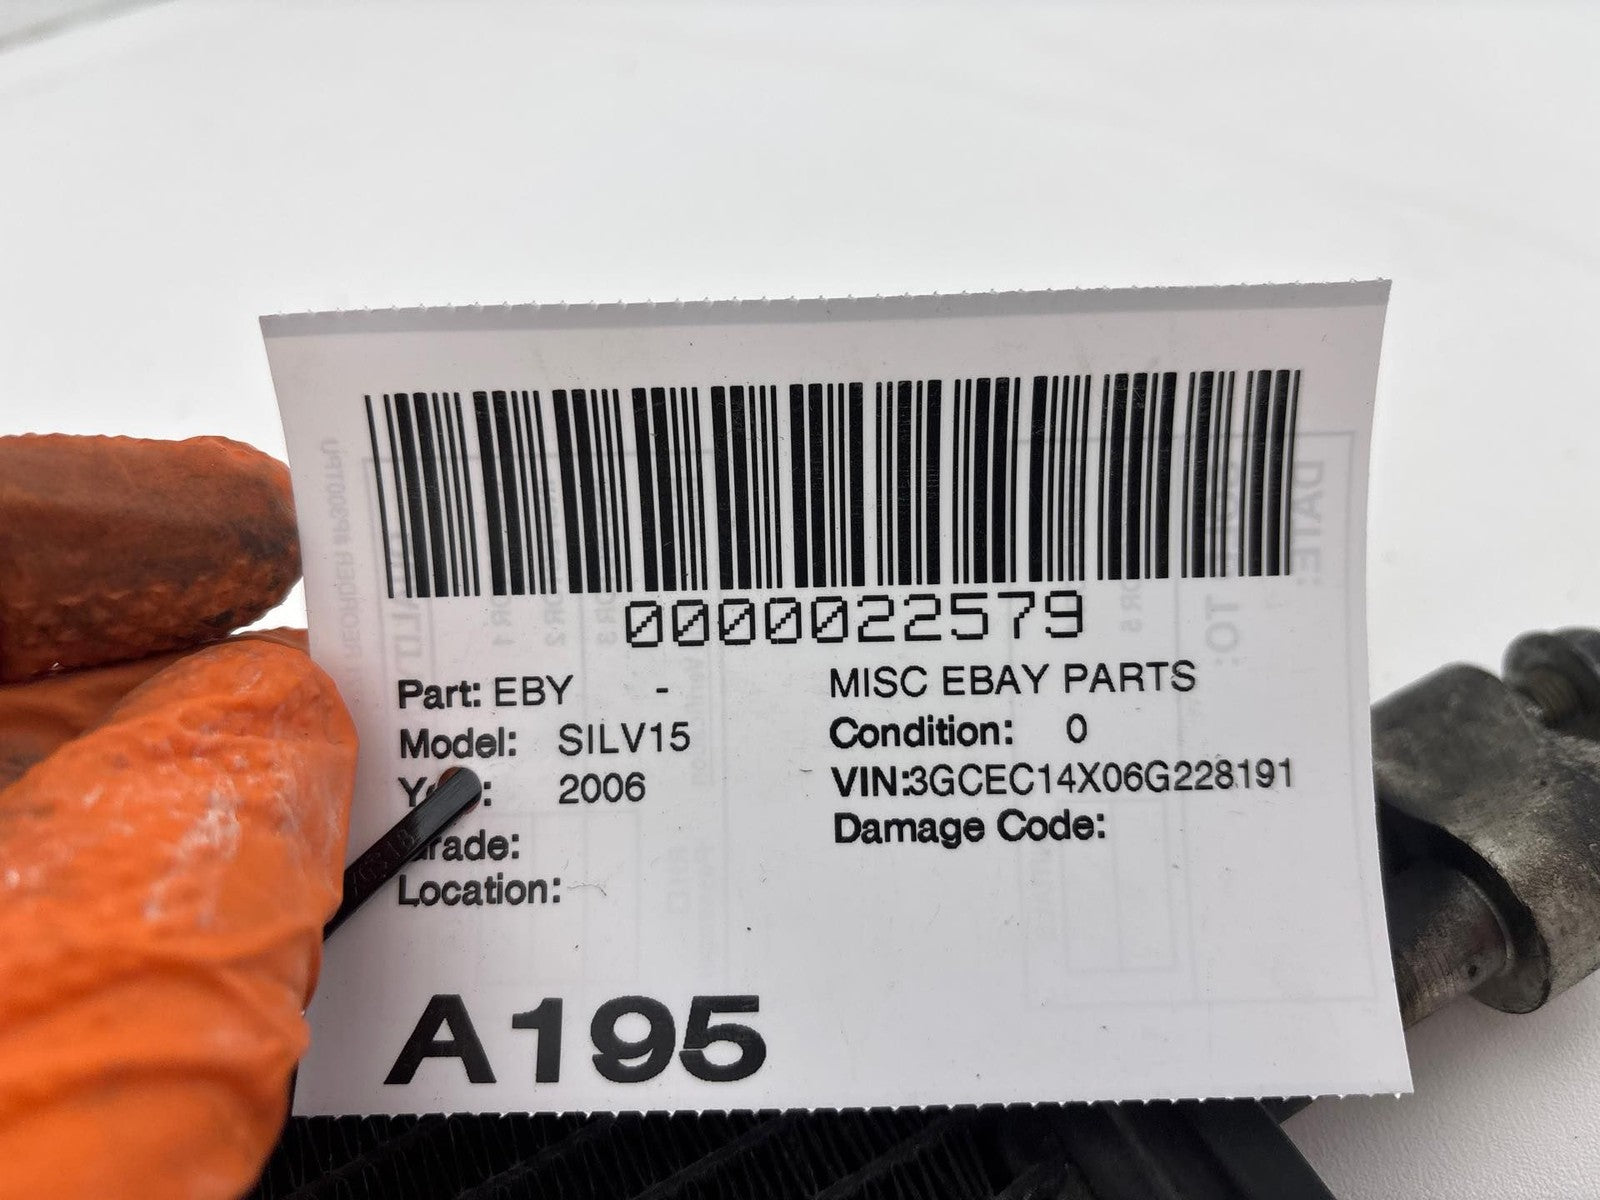 0000022579
Part: EBY - MISC EBAY PARTS
Model: SILV15 Condition: 0
2006 VIN:3GCEC14X06G228191
Damage Code:
Location:
A195